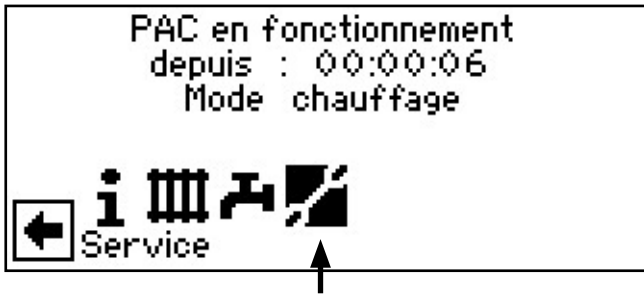 PAC en fonctionnement
depuis : 00:00:06
Mode chauffage
Service